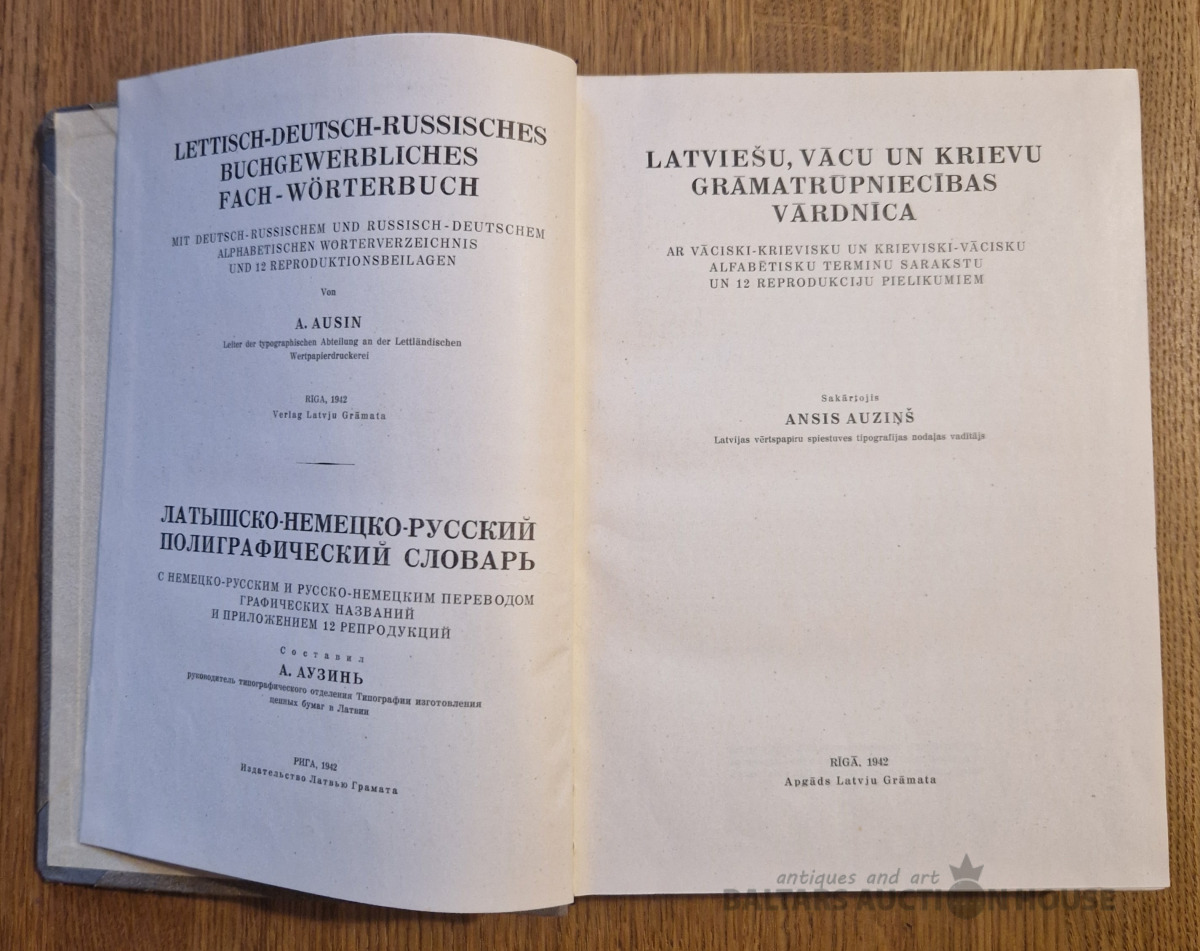 LETTISCH-DEUTSCH-RUSSISCHES
BUCHGEWERBLICHES
FACH-WÖRTERBUCH
MIT DEUTSCH-RUSSISCHEM UND RUSSISCH-DEUTSCHEM
ALPHABETISCHEN WORTERVERZEICHNIS
UND 12 REPRODUKTIONSBEILAGEN
Von
A. AUSIN
Leiter der typographischen Abteilung an der Lettländischen
Wertpapierdruckerei
RĪGA, 1942
Verlag Latvju Grāmata
ЛАТЫШСКО-НЕМЕЦКО-РУССКИЙ
ПОЛИГРАФИЧЕСКИЙ СЛОВАРЬ
С НЕМЕЦКО-РУССКИМ И РУССКО-НЕМЕЦКИМ ПЕРЕВОДОМ
ГРАФИЧЕСКИХ НАЗВАНИЙ
И ПРИЛОЖЕНИЕМ 12 РЕПРОДУКЦИЙ
Составил
А. АУЗИНЬ
руководитель типографического отделения Типографии изготовления
ценных бумаг в Латвии
РИГА, 1942
Издательство Латвью Грамата
LATVIEŠU, VĀCU UN KRIEVU
GRĀMATRŪPNIECĪBAS
VĀRDNĪCA
AR VĀCISKI-KRIEVISKU UN KRIEVISKI-VĀCISKU
ALFABĒTISKU TERMIŅU SARAKSTU
UN 12 REPRODUKCIJU PIELIKUMIEM
Sakārtojis
ANSIS AUZIŅŠ
Latvijas vērtspapīru spiestuves tipografijas nodaļas vadītājs
RĪGĀ, 1942
Apgāds Latvju Grāmata
antiques and art
BALTARS AUCTION HOUSE